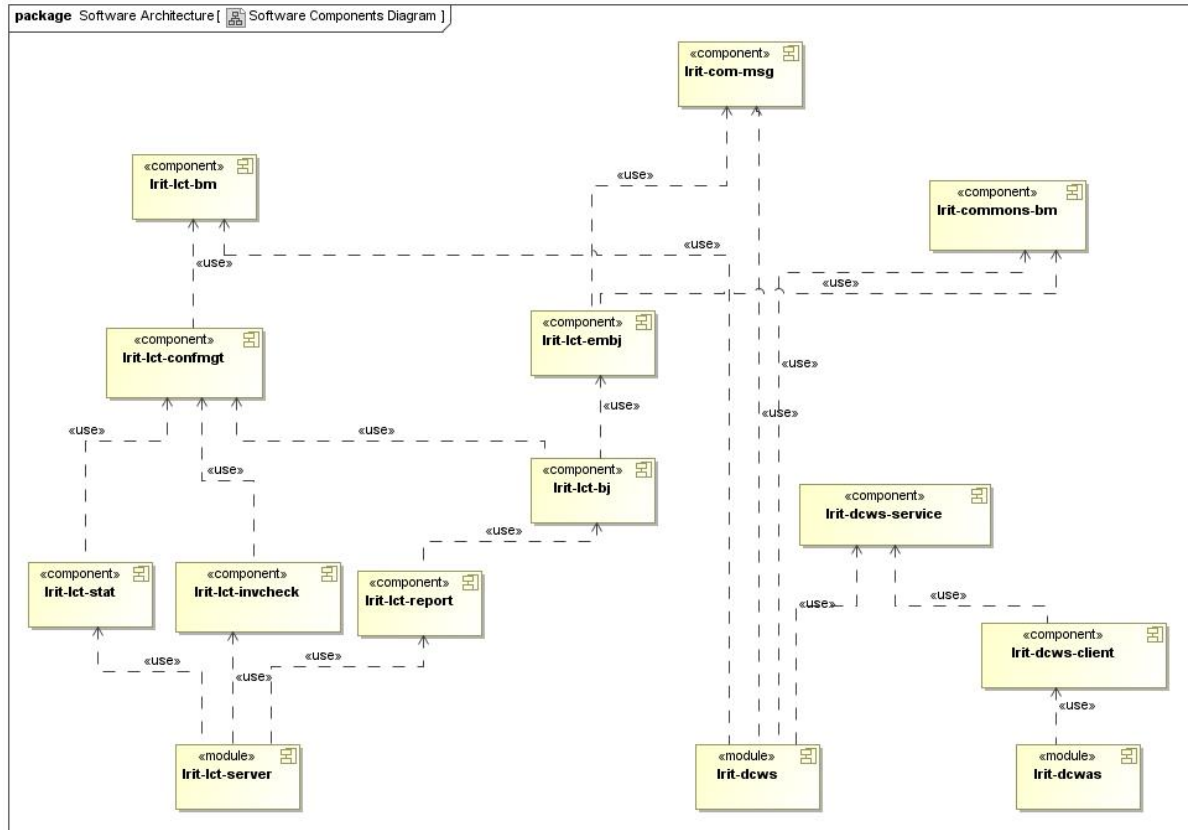 package Software Architecture [ Software Components Diagram ]
«component»
lrit-com-msg
«component»
lrit-lct-bm
«use»
«component»
lrit-commons-bm
«use»
«use»
«use»
«component»
lrit-lct-embj
«component»
lrit-lct-confmgt
«use»
«use»
«use»
«use»
«use»
«use»
«component»
lrit-lct-bj
«component»
lrit-dcws-service
«use»
«component»
lrit-lct-stat
«component»
lrit-lct-invcheck
«component»
lrit-lct-report
«use»
«use»
«component»
lrit-dcws-client
«use»
«use»
«use»
«use»
«module»
lrit-lct-server
«module»
lrit-dcws
«module»
lrit-dcwas